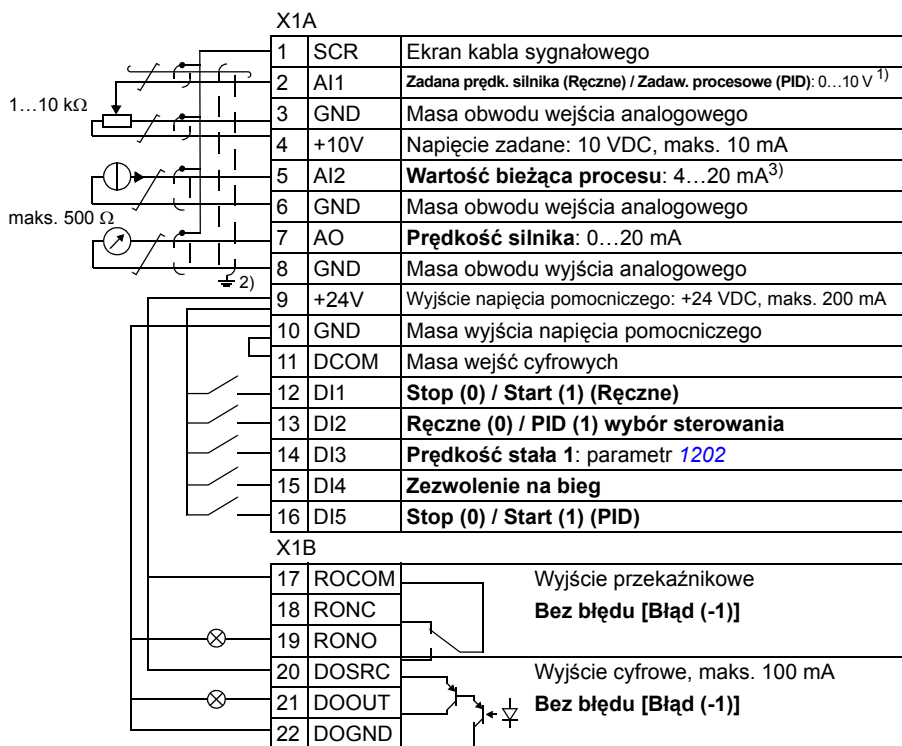 X1A
1 SCR Ekran kabla sygnałowego
2 AI1 Zadana prędk. silnika (Ręczne) / Zadaw. procesowe (PID): 0…10 V 1)
1…10 kΩ
3 GND Masa obwodu wejścia analogowego
4 +10V Napięcie zadane: 10 VDC, maks. 10 mA
5 AI2 Wartość bieżąca procesu: 4…20 mA3)
6 GND Masa obwodu wejścia analogowego
maks. 500 Ω
7 AO Prędkość silnika: 0…20 mA
8 GND Masa obwodu wyjścia analogowego
2)
9 +24V Wyjście napięcia pomocniczego: +24 VDC, maks. 200 mA
10 GND Masa wyjścia napięcia pomocniczego
11 DCOM Masa wejść cyfrowych
12 DI1 Stop (0) / Start (1) (Ręczne)
13 DI2 Ręczne (0) / PID (1) wybór sterowania
14 DI3 Prędkość stała 1: parametr 1202
15 DI4 Zezwolenie na bieg
16 DI5 Stop (0) / Start (1) (PID)
X1B
17 ROCOM Wyjście przekaźnikowe
18 RONC Bez błędu [Błąd (-1)]
19 RONO
20 DOSRC Wyjście cyfrowe, maks. 100 mA
21 DOOUT Bez błędu [Błąd (-1)]
22 DOGND